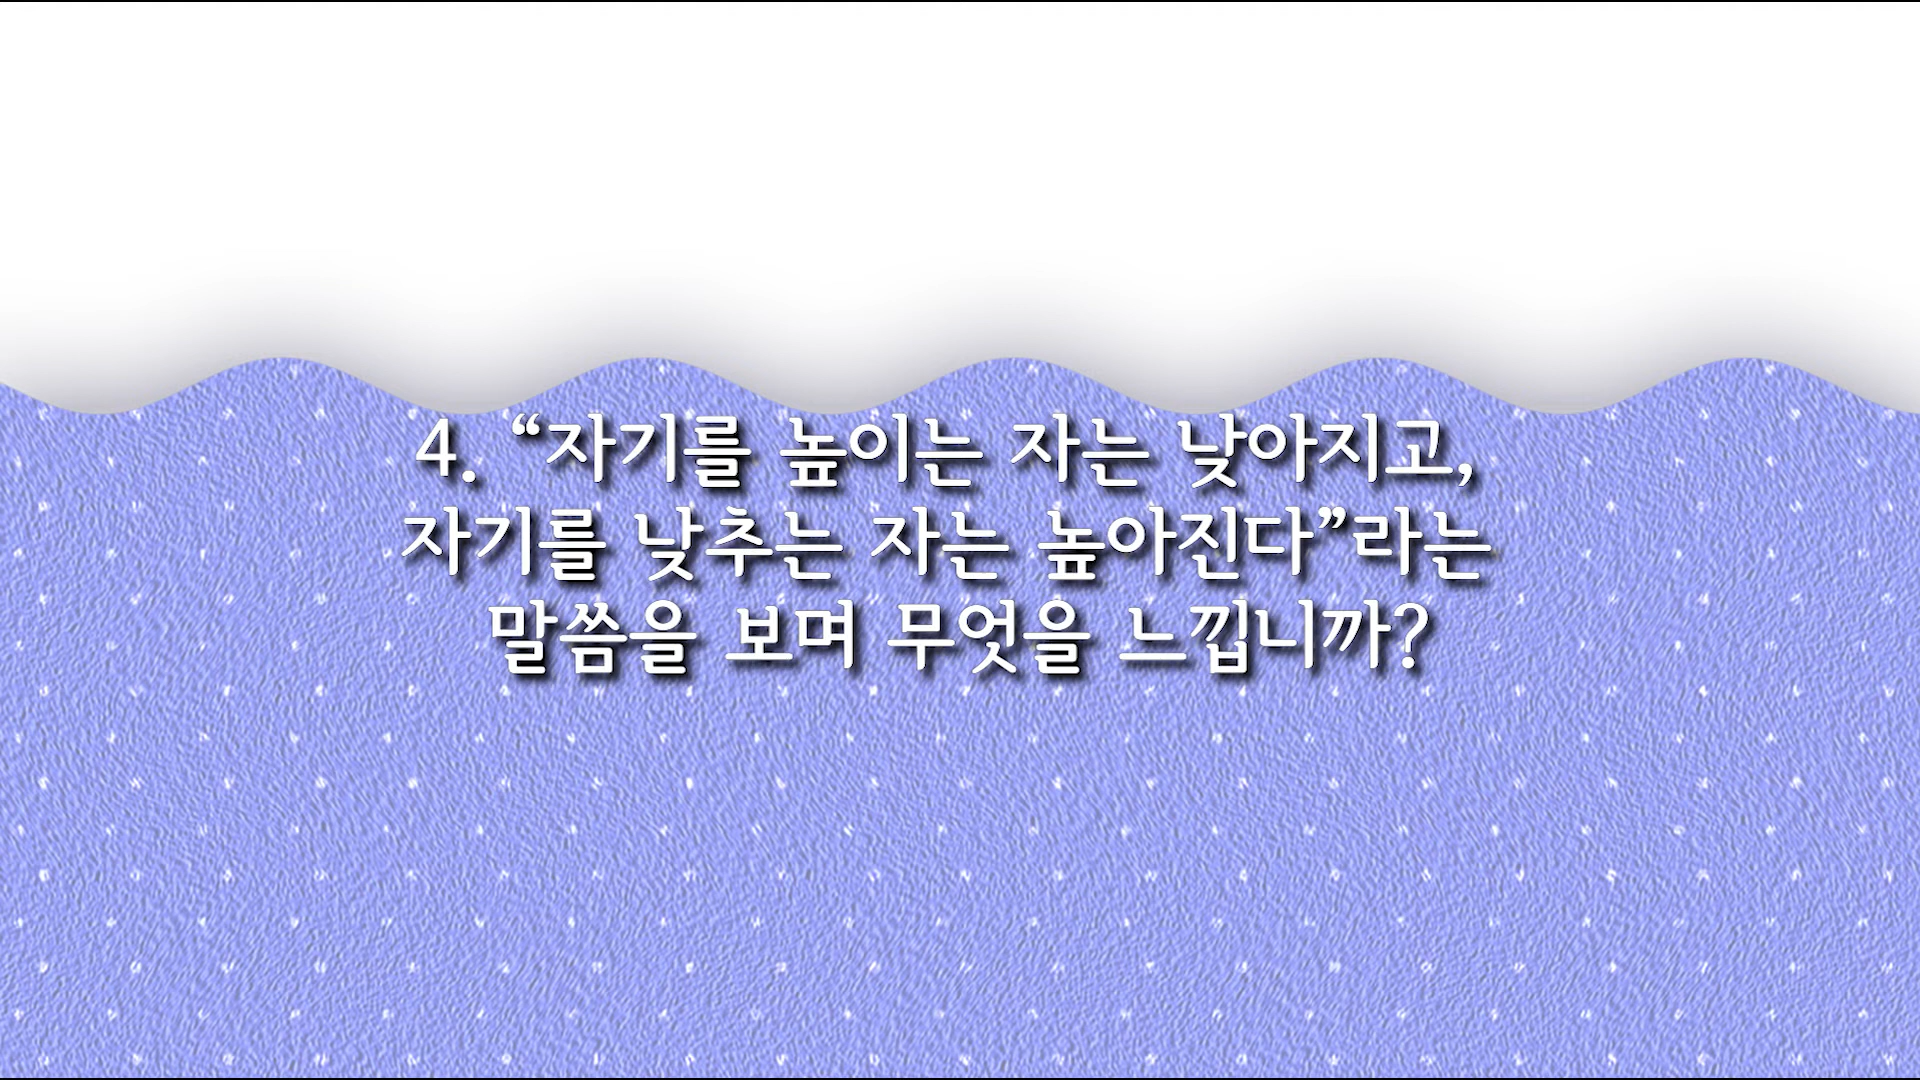 4. “자기를 높이는 자는 낮아지고,
자기를 낮추는 자는 높아진다”라는
말씀을 보며 무엇을 느낍니까?